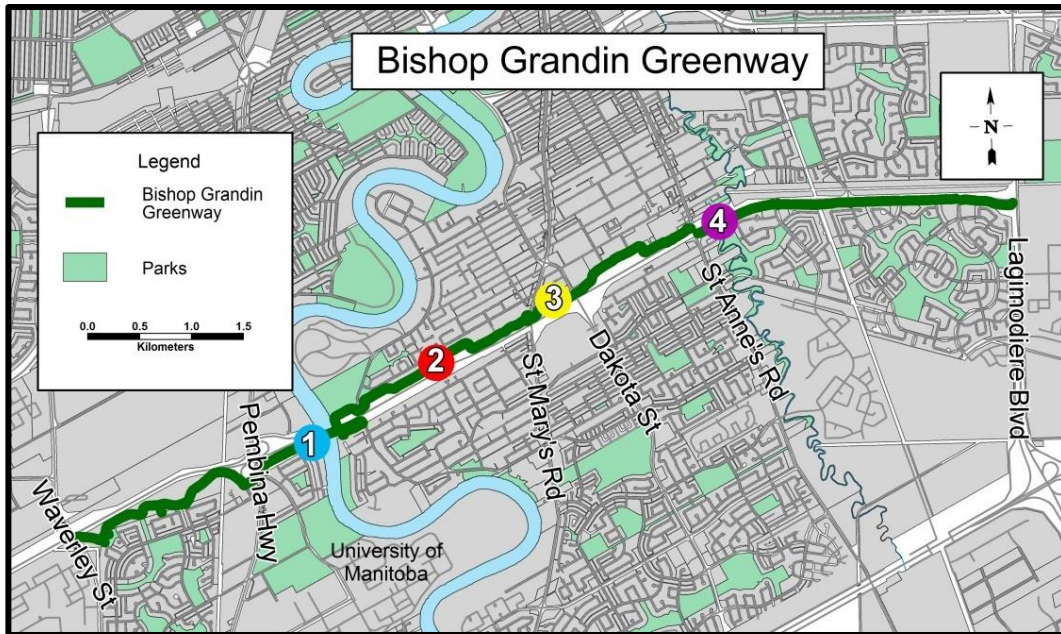 Bishop Grandin Greenway
N
Legend
Bishop Grandin
Greenway
Parks
0.0 0.5 1.0 1.5
Kilometers
4
3
2
1
Lagimodiere Blvd
St Anne's Rd
Dakota St
St Mary's Rd
Pembina Hwy
Waverley St
University of
Manitoba